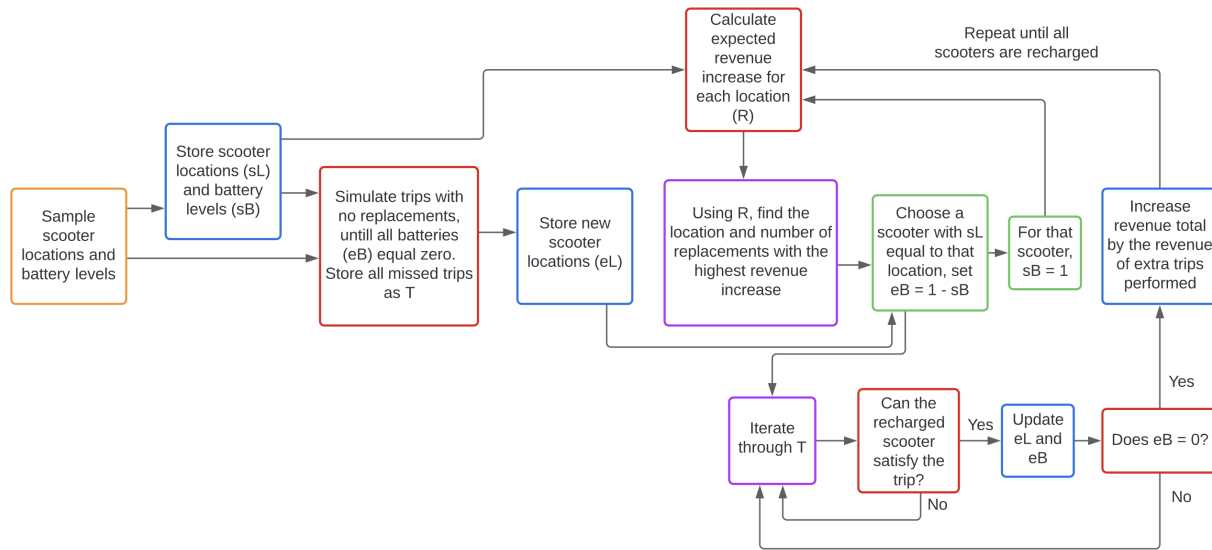 Sample
scooter
locations and
battery levels
Store scooter
locations (sL)
and battery
levels (sB)
Simulate trips with
no replacements,
untill all batteries
(eB) equal zero.
Store all missed trips
as T
Store new
scooter
locations (eL)
Calculate
expected
revenue
increase for
each location
(R)
Repeat until all
scooters are recharged
Using R, find the
location and number of
replacements with the
highest revenue
increase
Choose a
scooter with sL
equal to that
location, set
eB = 1 - sB
For that
scooter,
sB = 1
Increase
revenue total
by the revenue
of extra trips
performed
Iterate
through T
Can the
recharged
scooter
satisfy the
trip?
Yes
No
Update
eL and
eB
Does eB = 0?
Yes
No